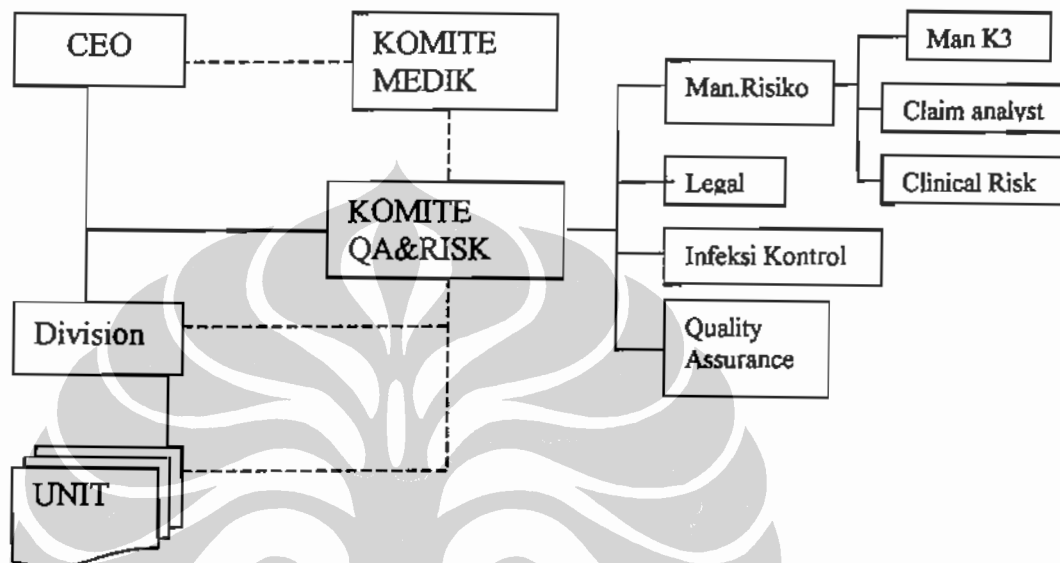 CEO
KOMITE
MEDIK
Man K3
Man.Risiko
Claim analyst
Legal
Clinical Risk
KOMITE
QA&RISK
Infeksi Kontrol
Division
Quality
Assurance
UNIT